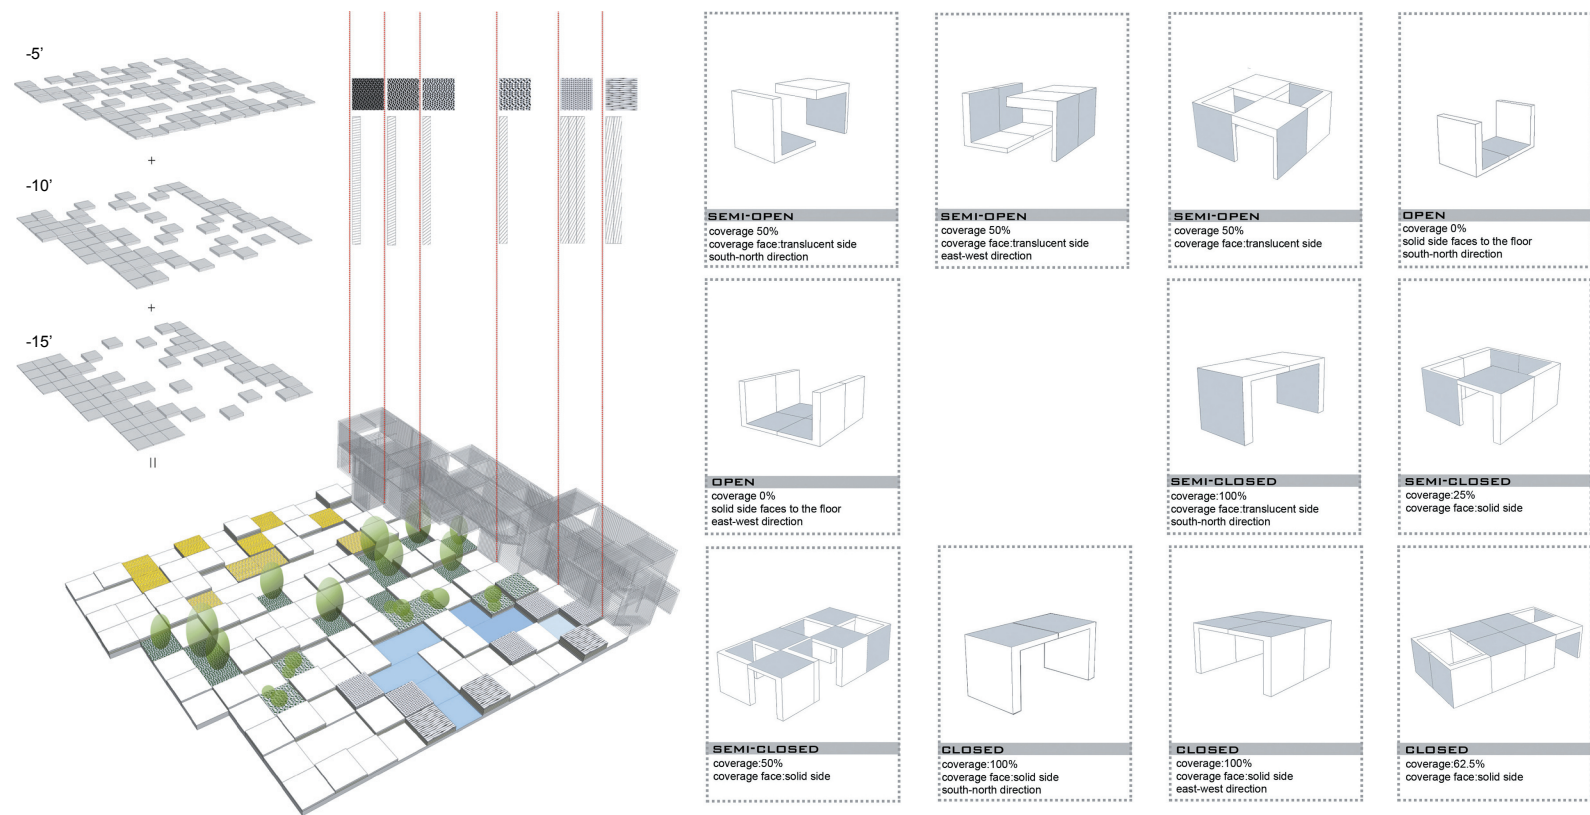 -5’
+
-10’
+
-15’
=
SEMI-OPEN
coverage 50%
coverage face:translucent side
south-north direction
SEMI-OPEN
coverage 50%
coverage face:translucent side
east-west direction
SEMI-OPEN
coverage 50%
coverage face:translucent side
OPEN
coverage 0%
solid side faces to the floor
south-north direction
OPEN
coverage 0%
solid side faces to the floor
east-west direction
SEMI-CLOSED
coverage:100%
coverage face:translucent side
south-north direction
SEMI-CLOSED
coverage:25%
coverage face:solid side
SEMI-CLOSED
coverage:50%
coverage face:solid side
CLOSED
coverage:100%
coverage face:solid side
south-north direction
CLOSED
coverage:100%
coverage face:solid side
east-west direction
CLOSED
coverage:62.5%
coverage face:solid side